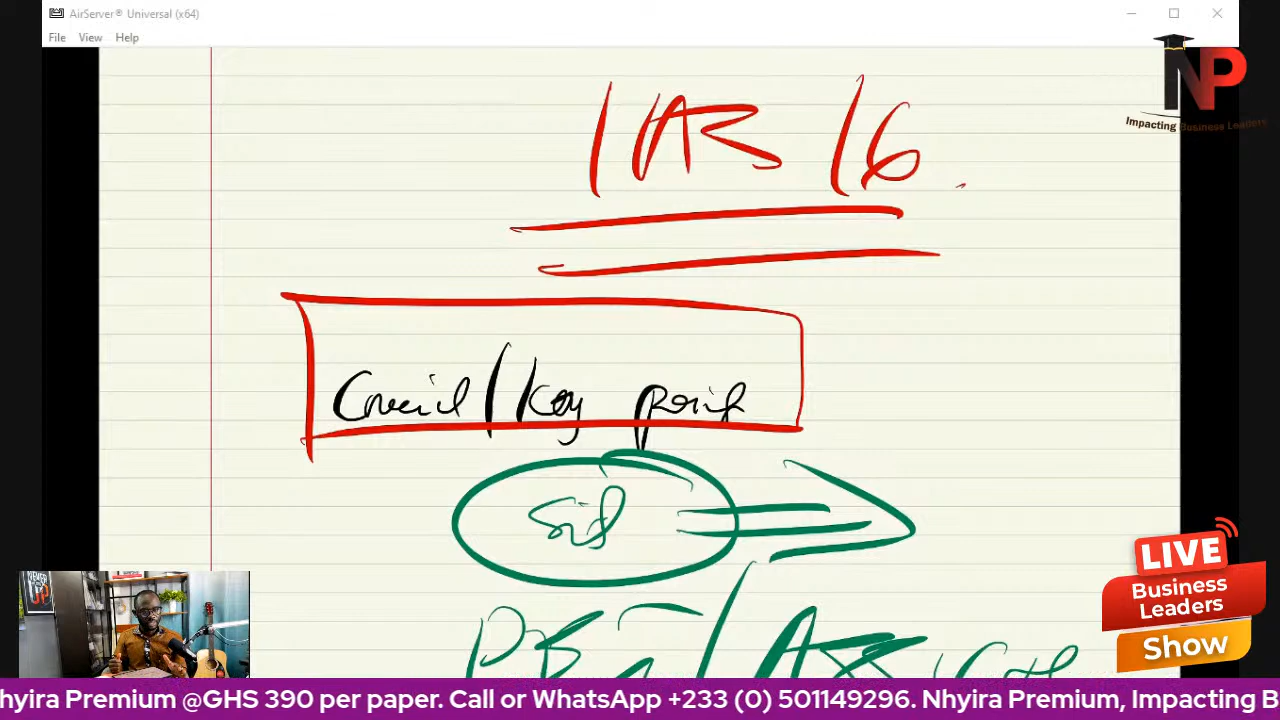 AirServer® Universal (x64)
File View Help
NP
Impacting Business Leaders
IAS 16
Crucial/Key point
LIVE
Business
Leaders
Show
hyira Premium @GHS 390 per paper. Call or WhatsApp +233 (0) 501149296. Nhyira Premium, Impacting B